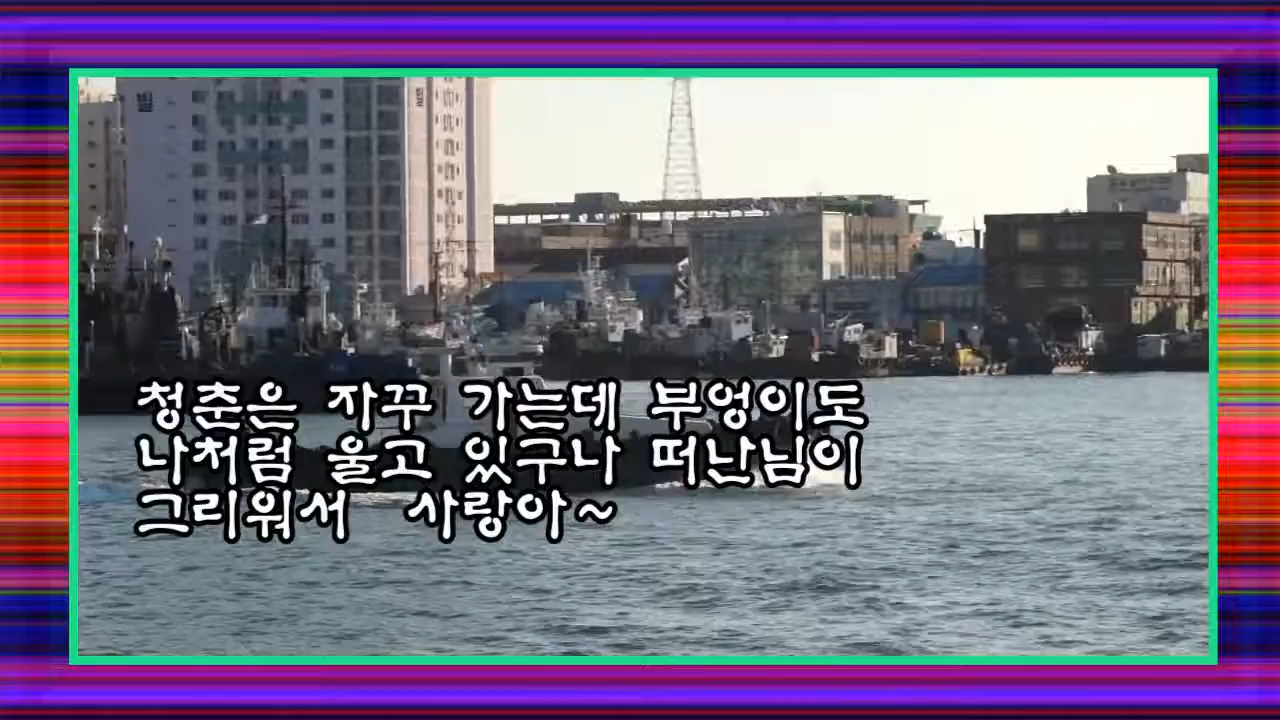 청춘은 자꾸 가는데 부엉이도
나처럼 울고 있구나 떠난님이
그리워서 사랑아~